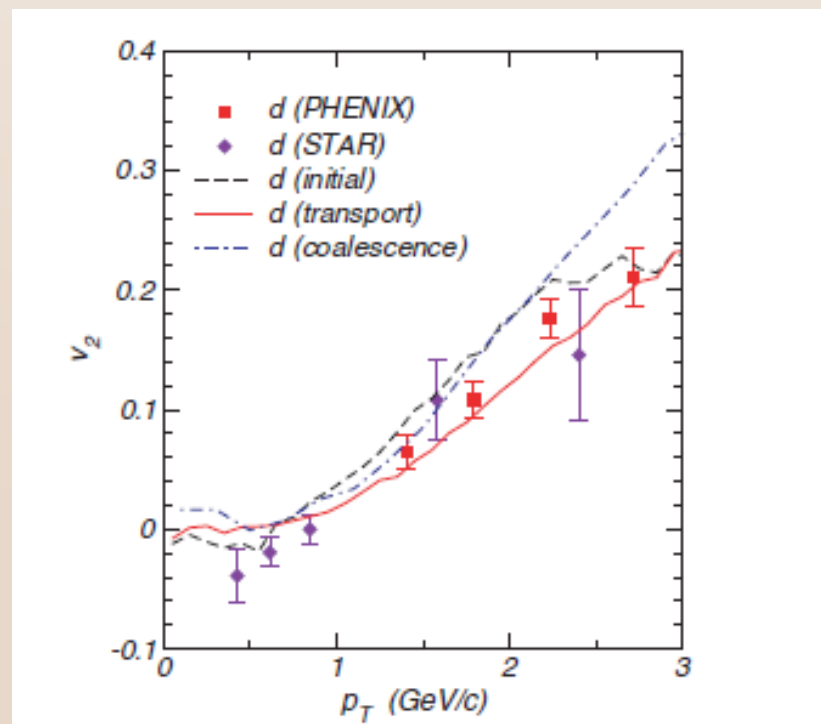 0.4
d (PHENIX)
d (STAR)
0.3
d (initial)
d (transport)
d (coalescence)
0.2
v2
0.1
0
-0.1
0 1 2 3
pT (GeV/c)